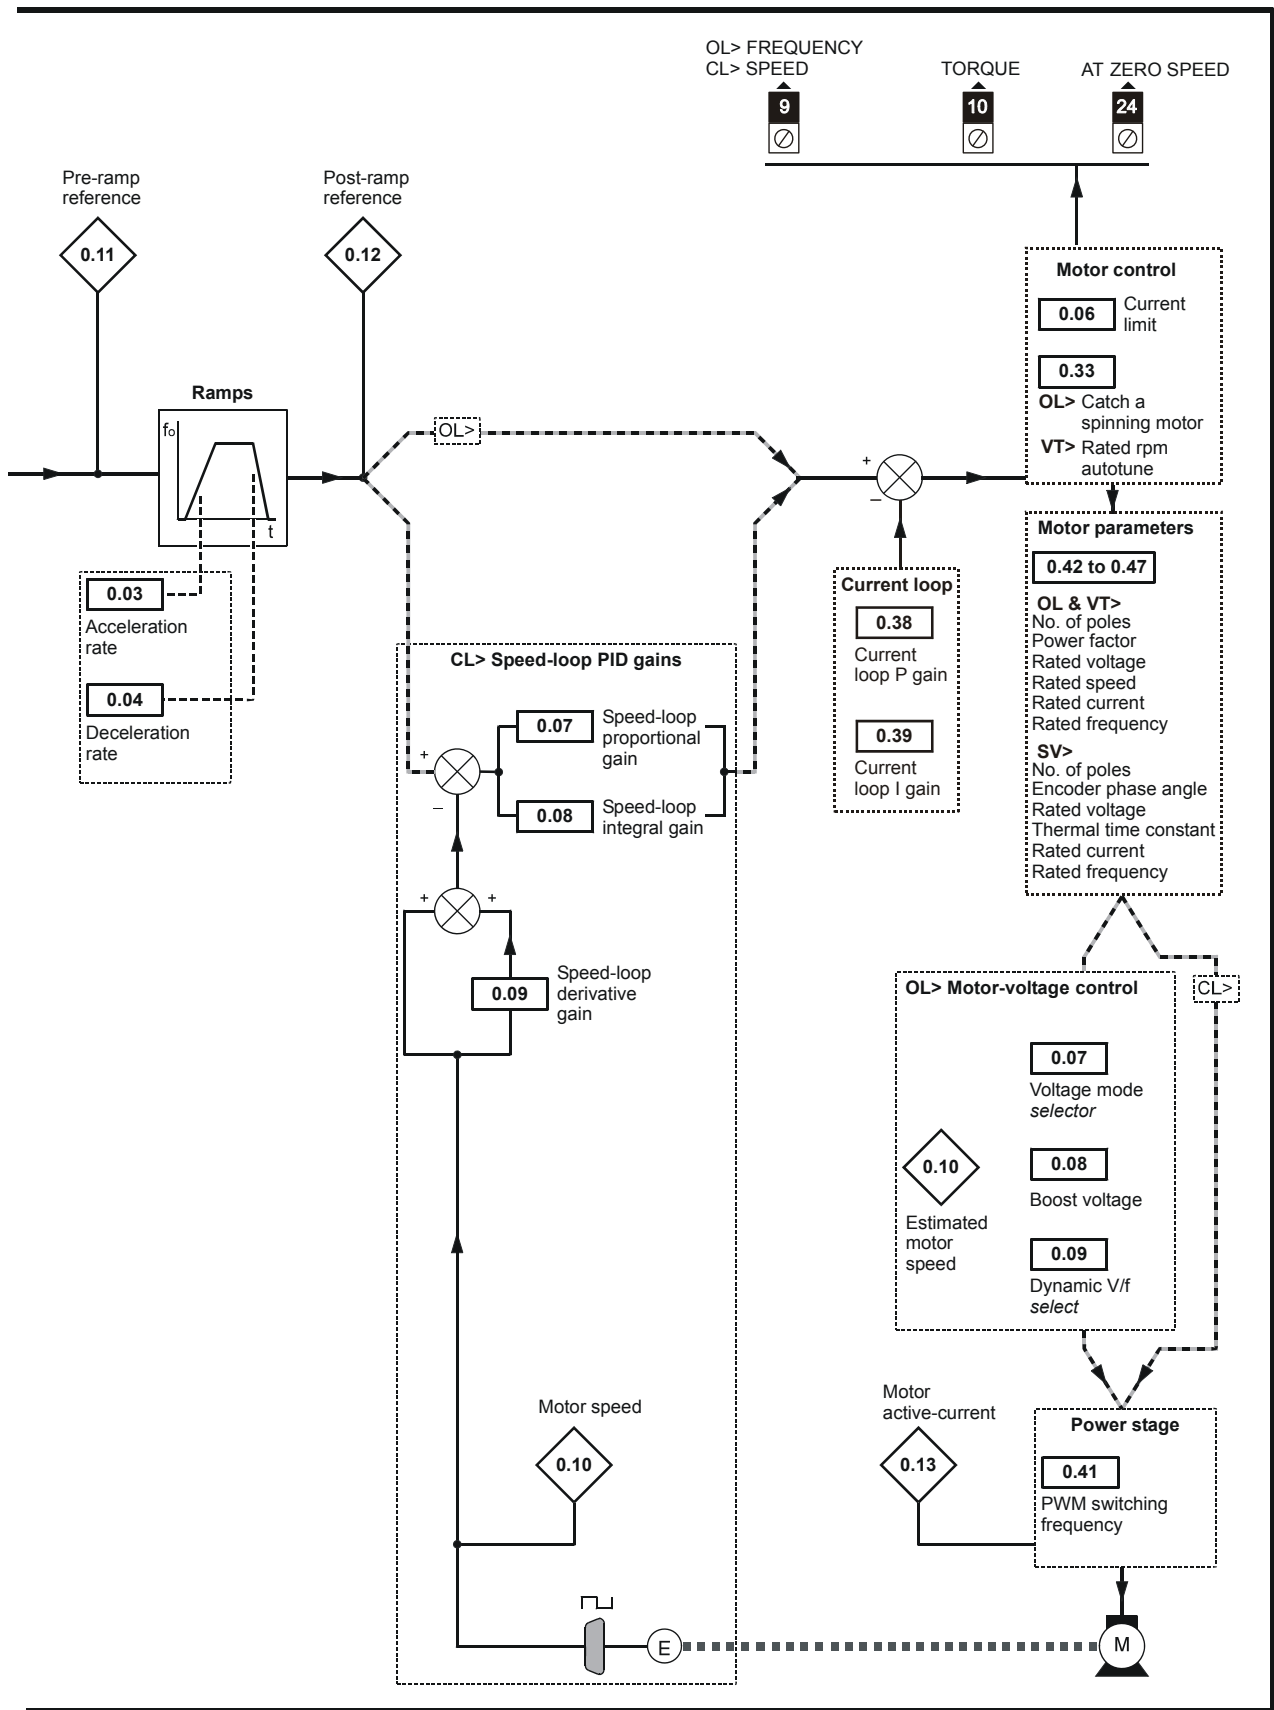 OL> FREQUENCY
CL> SPEED
TORQUE
AT ZERO SPEED
9
10
24
Pre-ramp
reference
0.11
Post-ramp
reference
0.12
Ramps
fo
t
0.03
Acceleration
rate
0.04
Deceleration
rate
OL>
+
–
Motor control
0.06
Current
limit
0.33
OL> Catch a
spinning motor
VT> Rated rpm
autotune
Motor parameters
0.42 to 0.47
OL & VT>
No. of poles
Power factor
Rated voltage
Rated speed
Rated current
Rated frequency
SV>
No. of poles
Encoder phase angle
Rated voltage
Thermal time constant
Rated current
Rated frequency
Current loop
0.38
Current
loop P gain
0.39
Current
loop I gain
CL> Speed-loop PID gains
0.07
Speed-loop
proportional
gain
+
–
0.08
Speed-loop
integral gain
+
+
0.09
Speed-loop
derivative
gain
OL> Motor-voltage control
CL>
0.07
Voltage mode
selector
0.10
Estimated
motor
speed
0.08
Boost voltage
0.09
Dynamic V/f
select
Motor speed
0.10
Motor
active-current
0.13
Power stage
0.41
PWM switching
frequency
E
M